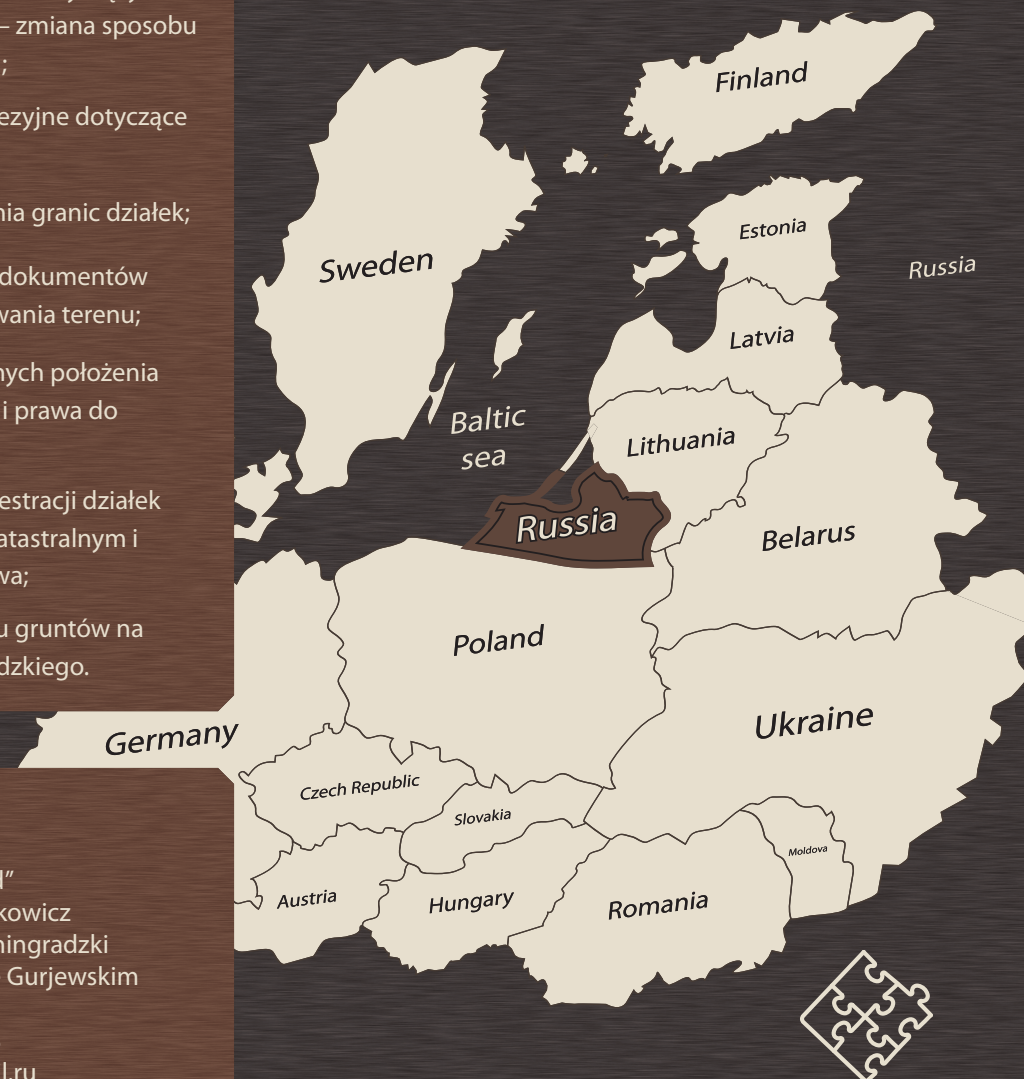 – zmiana sposobu
;
ezyjne dotyczące
nia granic działek;
dokumentów
wania terenu;
nych położenia
i prawa do
estracji działek
atastralnym i
wa;
u gruntów na
dzkiego.
d”
kowicz
ningradzki
Gurjewskim
l.ru
Finland
Estonia
Sweden
Russia
Latvia
Baltic
sea
Lithuania
Russia
Belarus
Poland
Germany
Ukraine
Czech Republic
Slovakia
Moldova
Austria
Hungary
Romania